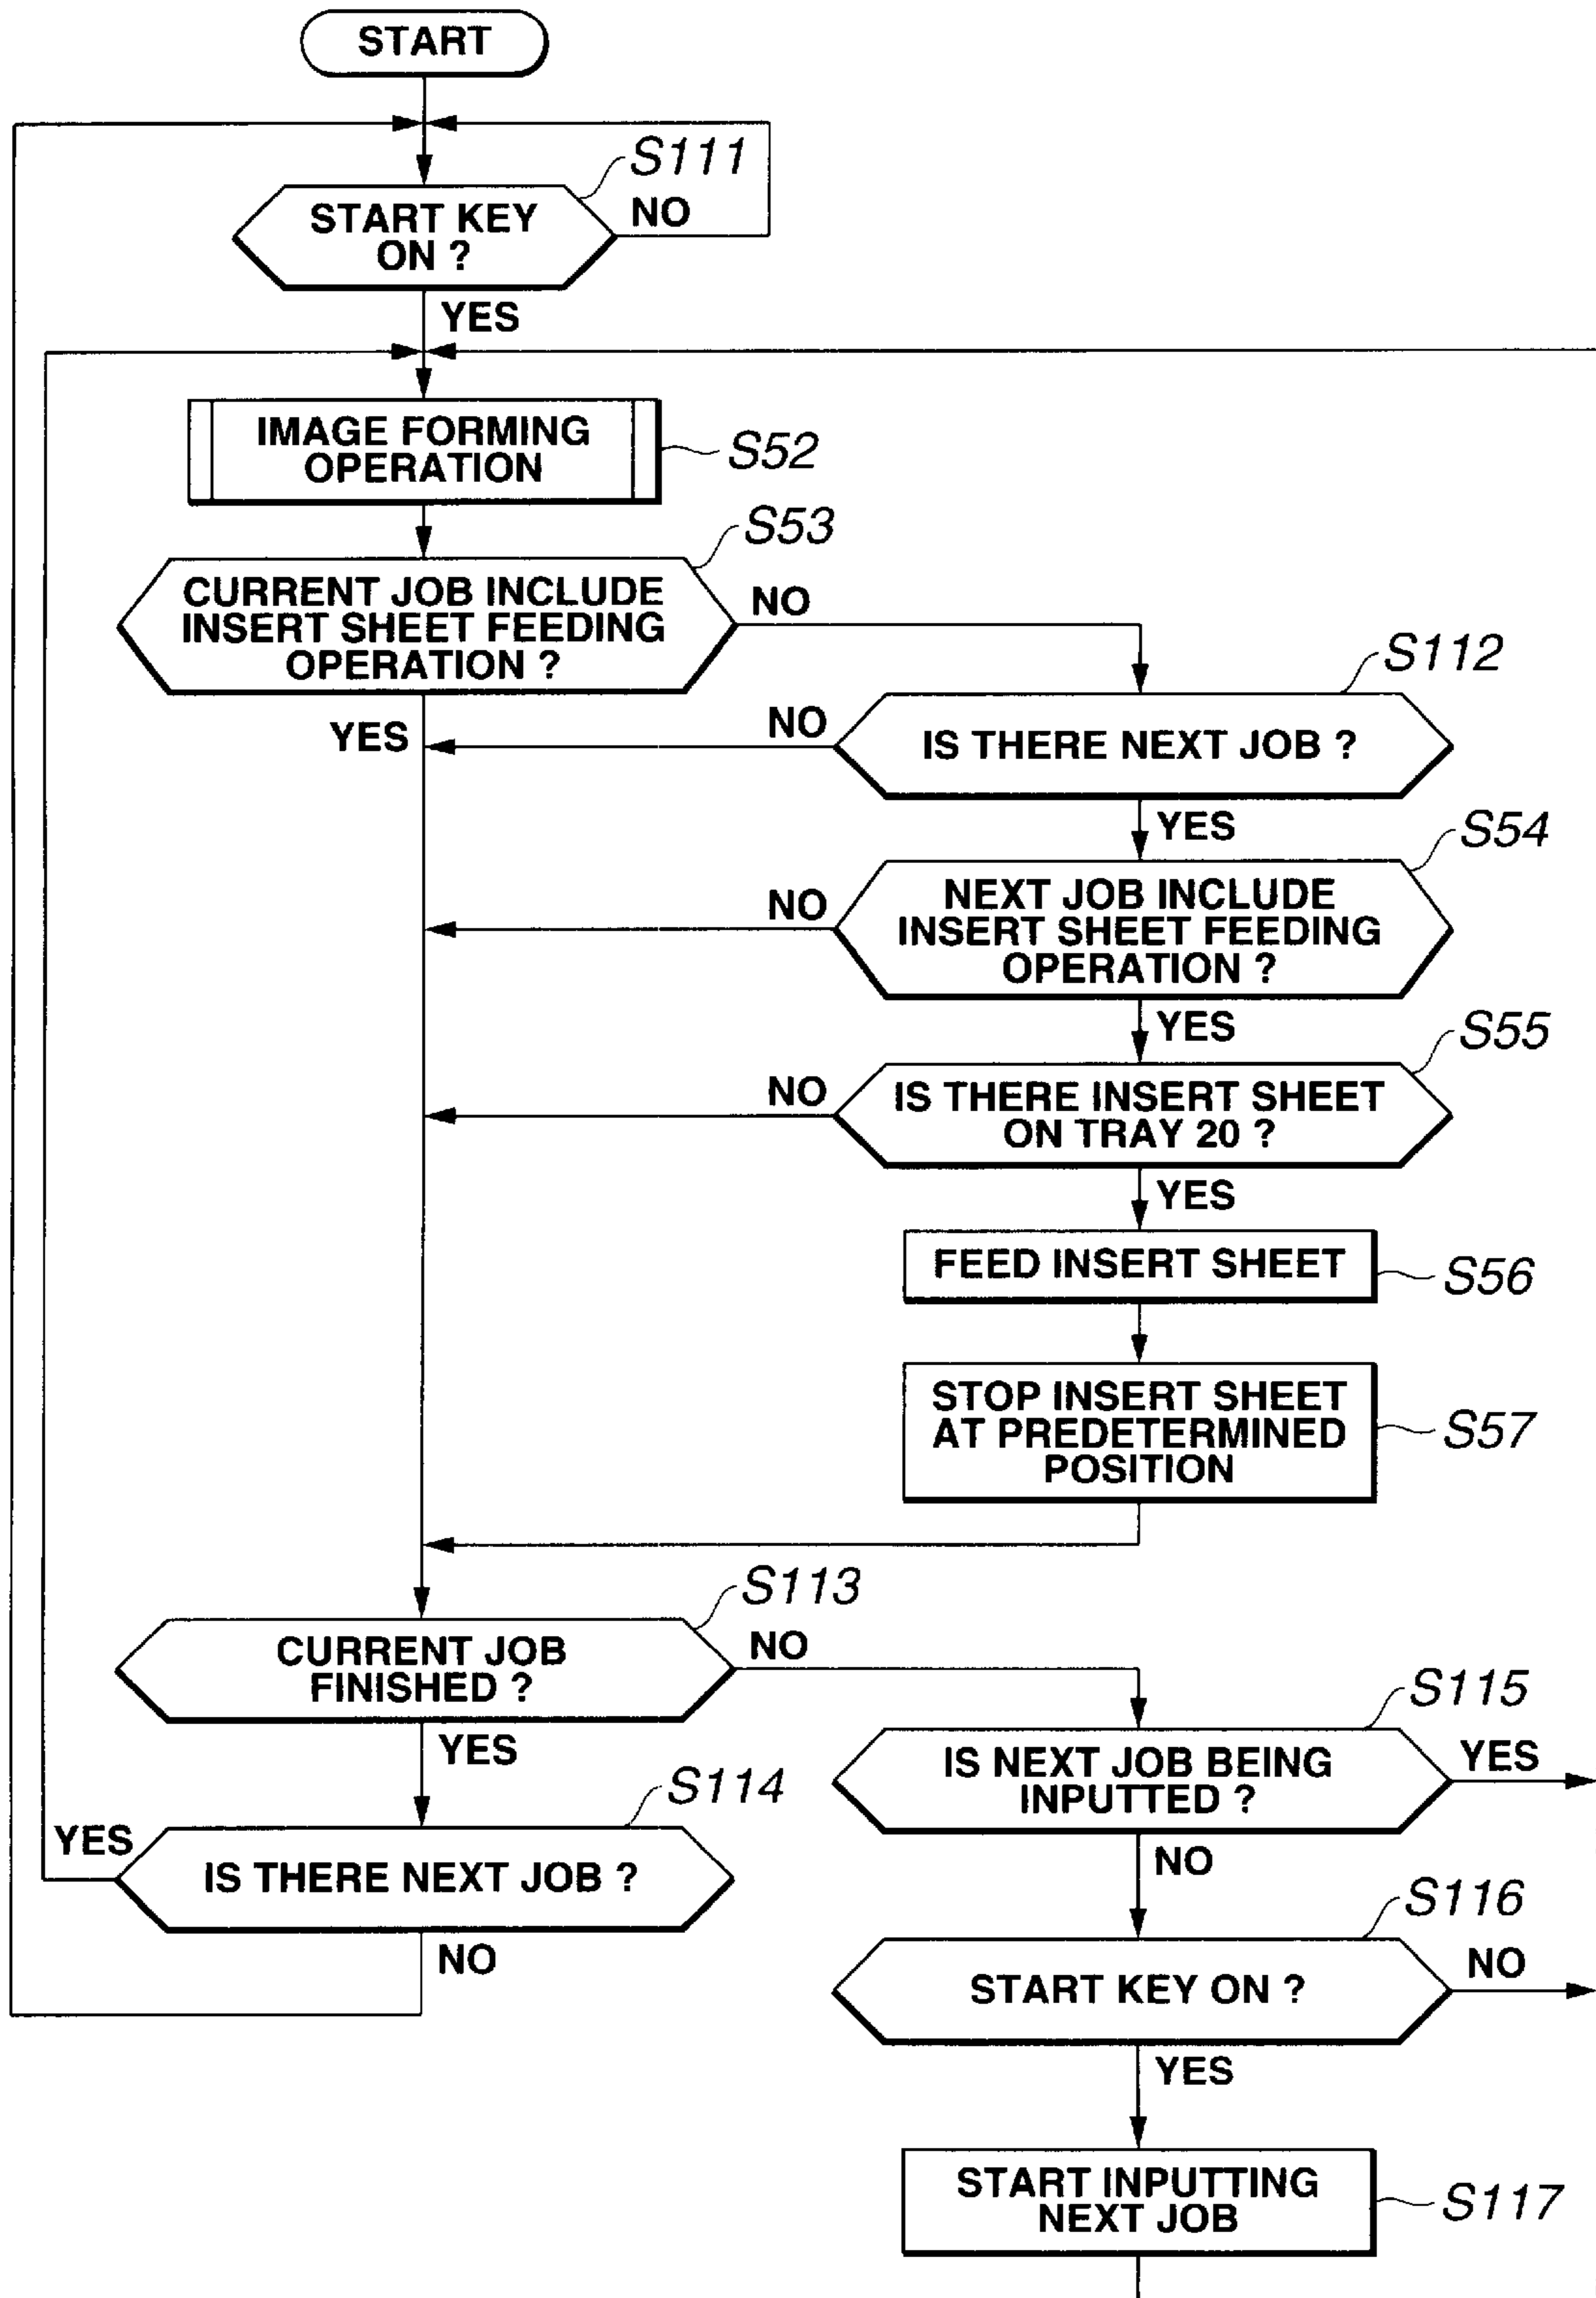 START
S111
START KEY
ON ?
NO
YES
IMAGE FORMING
OPERATION
S52
S53
CURRENT JOB INCLUDE
INSERT SHEET FEEDING
OPERATION ?
NO
YES
S112
IS THERE NEXT JOB ?
NO
YES
S54
NEXT JOB INCLUDE
INSERT SHEET FEEDING
OPERATION ?
NO
YES
S55
IS THERE INSERT SHEET
ON TRAY 20 ?
NO
YES
FEED INSERT SHEET
S56
STOP INSERT SHEET
AT PREDETERMINED
POSITION
S57
S113
CURRENT JOB
FINISHED ?
NO
YES
S115
IS NEXT JOB BEING
INPUTTED ?
YES
NO
S114
IS THERE NEXT JOB ?
YES
NO
S116
START KEY ON ?
NO
YES
START INPUTTING
NEXT JOB
S117